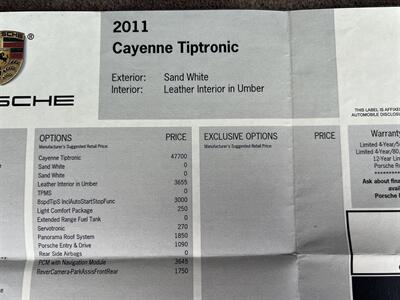 ®
SCHE
2011
Cayenne Tiptronic
Exterior: Sand White
Interior: Leather Interior in Umber
THIS LABEL IS AFFIXED
AUTOMOBILE DISCLOSU
OPTIONS PRICE
Manufacturer's Suggested Retail Price
Cayenne Tiptronic 47700
Sand White 0
Sand White 0
Leather Interior in Umber 3655
TPMS 0
8spdTipS InclAutoStartStopFunc 3000
Light Comfort Package 250
Extended Range Fuel Tank 0
Servotronic 270
Panorama Roof System 1850
Porsche Entry & Drive 1090
Rear Side Airbags 0
PCM with Navigation Module 3645
Rever.Camera-ParkAssisFrontRear 1750
EXCLUSIVE OPTIONS PRICE
Manufacturer's Suggested Retail Price
Warranty
Limited 4-Year/5
Limited 4-Year/80,
12-Year Lim
Porsche Ro
Ask about fina
avail
Porsche